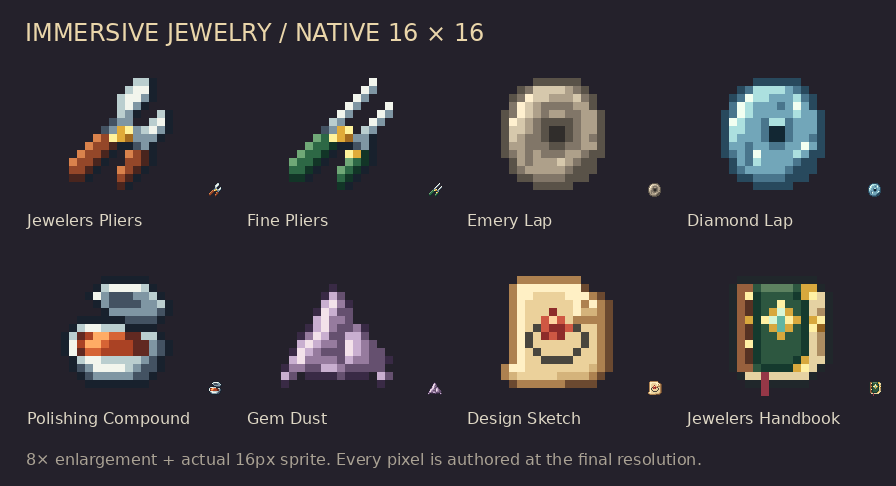 IMMERSIVE JEWELRY / NATIVE 16 × 16
Jewelers Pliers
Fine Pliers
Emery Lap
Diamond Lap
Polishing Compound
Gem Dust
Design Sketch
Jewelers Handbook
8× enlargement + actual 16px sprite. Every pixel is authored at the final resolution.